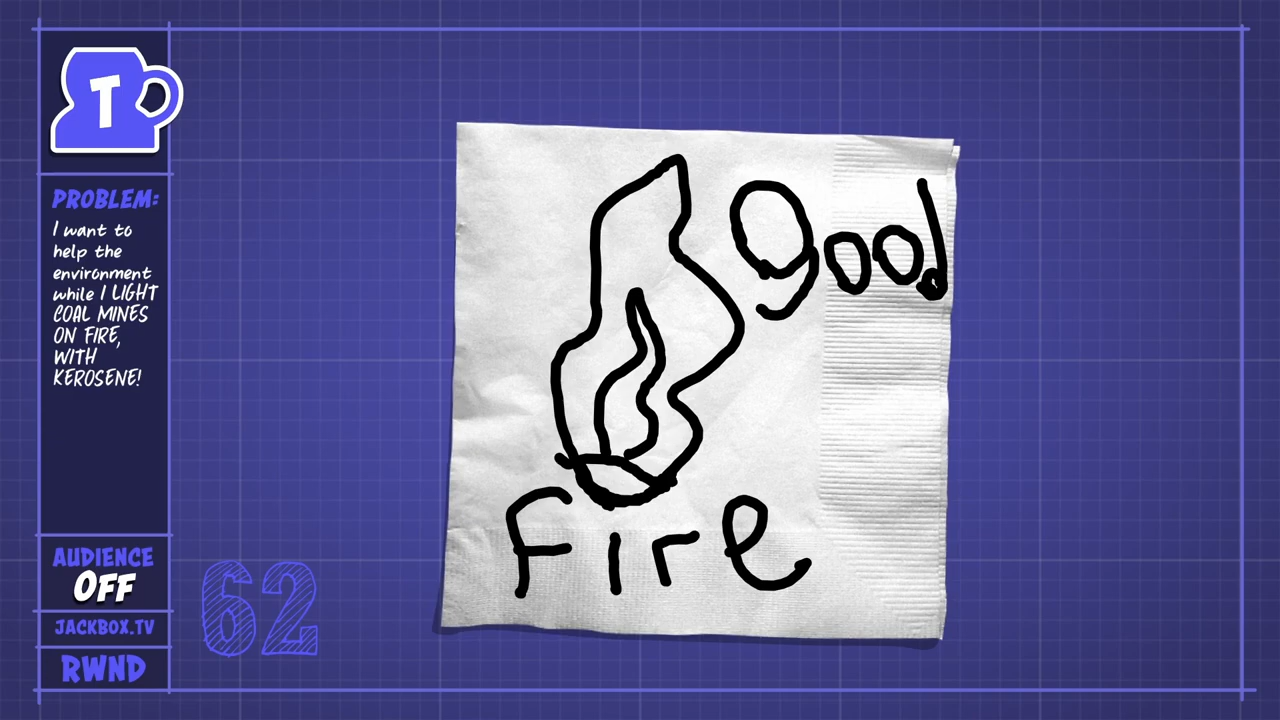 T
PROBLEM:
I want to
help the
environment
while I LIGHT
COAL MINES
ON FIRE,
WITH
KEROSENE!
AUDIENCE
OFF
JACKBOX.TV
RWND
62
good
Fire